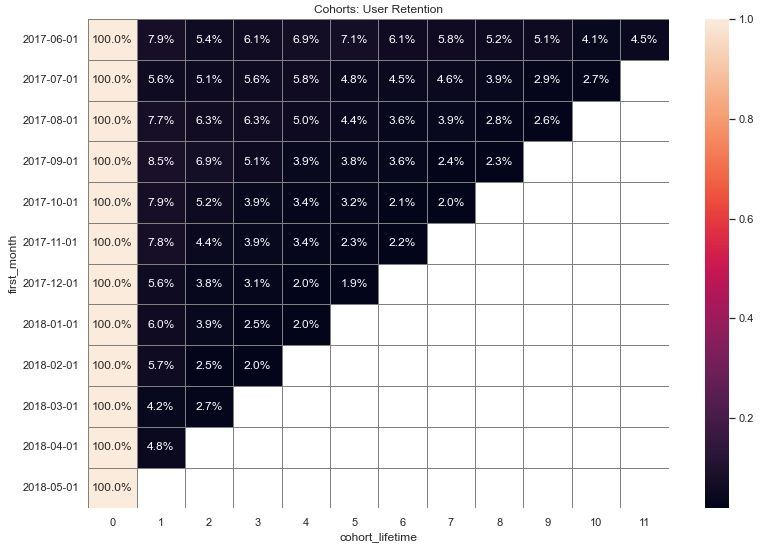 Cohorts: User Retention
2017-06-01 100.0% 7.9% 5.4% 6.1% 6.9% 7.1% 6.1% 5.8% 5.2% 5.1% 4.1% 4.5%
2017-07-01 100.0% 5.6% 5.1% 5.6% 5.8% 4.8% 4.5% 4.6% 3.9% 2.9% 2.7%
2017-08-01 100.0% 7.7% 6.3% 6.3% 5.0% 4.4% 3.6% 3.9% 2.8% 2.6%
2017-09-01 100.0% 8.5% 6.9% 5.1% 3.9% 3.8% 3.6% 2.4% 2.3%
2017-10-01 100.0% 7.9% 5.2% 3.9% 3.4% 3.2% 2.1% 2.0%
2017-11-01 100.0% 7.8% 4.4% 3.9% 3.4% 2.3% 2.2%
2017-12-01 100.0% 5.6% 3.8% 3.1% 2.0% 1.9%
2018-01-01 100.0% 6.0% 3.9% 2.5% 2.0%
2018-02-01 100.0% 5.7% 2.5% 2.0%
2018-03-01 100.0% 4.2% 2.7%
2018-04-01 100.0% 4.8%
2018-05-01 100.0%
0 1 2 3 4 5 6 7 8 9 10 11
cohort_lifetime
first_month
1.0
0.8
0.6
0.4
0.2